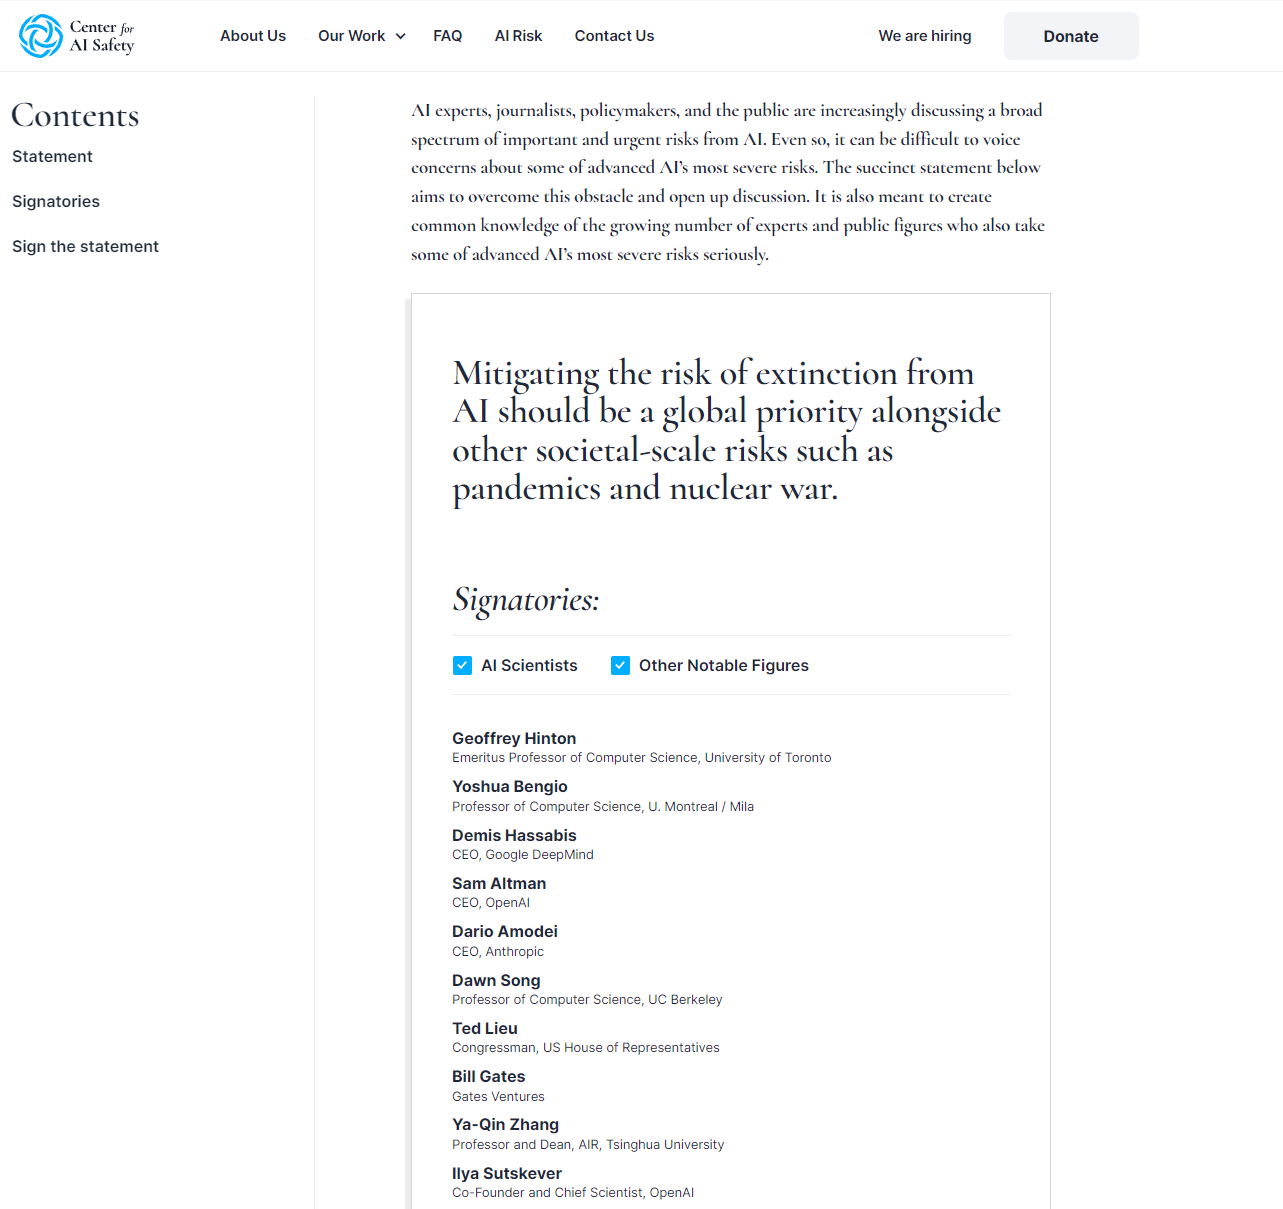 Center for
AI Safety
About Us
Our Work
FAQ
AI Risk
Contact Us
We are hiring
Donate
Contents
Statement
Signatories
Sign the statement
AI experts, journalists, policymakers, and the public are increasingly discussing a broad
spectrum of important and urgent risks from AI. Even so, it can be difficult to voice
concerns about some of advanced AI’s most severe risks. The succinct statement below
aims to overcome this obstacle and open up discussion. It is also meant to create
common knowledge of the growing number of experts and public figures who also take
some of advanced AI’s most severe risks seriously.
Mitigating the risk of extinction from
AI should be a global priority alongside
other societal-scale risks such as
pandemics and nuclear war.
Signatories:
AI Scientists
Other Notable Figures
Geoffrey Hinton
Emeritus Professor of Computer Science, University of Toronto
Yoshua Bengio
Professor of Computer Science, U. Montreal / Mila
Demis Hassabis
CEO, Google DeepMind
Sam Altman
CEO, OpenAI
Dario Amodei
CEO, Anthropic
Dawn Song
Professor of Computer Science, UC Berkeley
Ted Lieu
Congressman, US House of Representatives
Bill Gates
Gates Ventures
Ya-Qin Zhang
Professor and Dean, AIR, Tsinghua University
Ilya Sutskever
Co-Founder and Chief Scientist, OpenAI